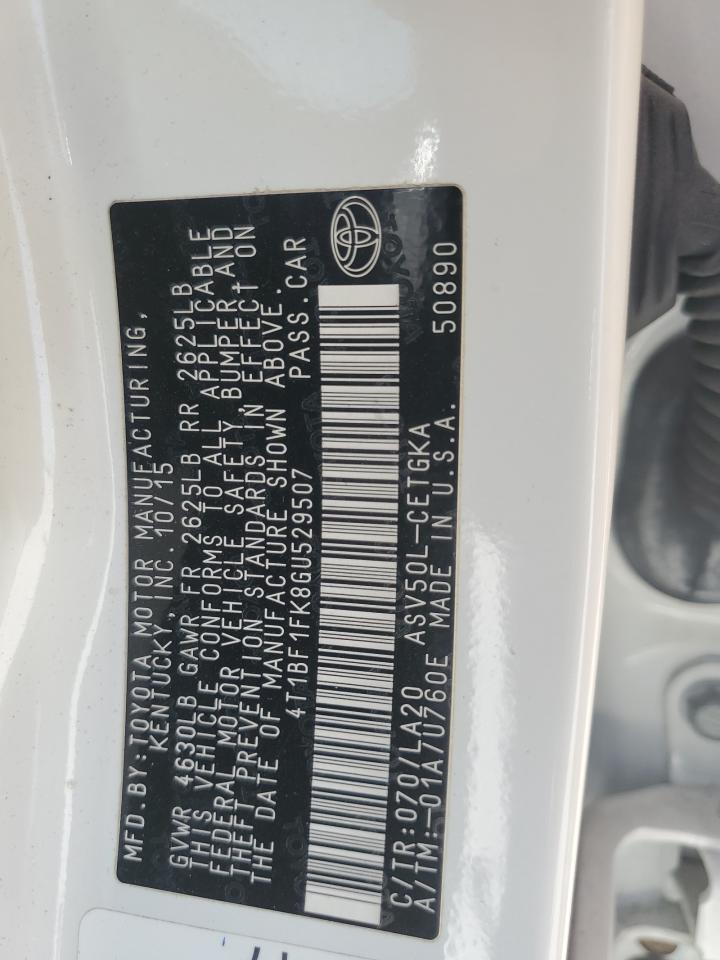 MFD.BY:TOYOTA MOTOR MANUFACTURING,
KENTUCKY, INC. 10/15
GVWR 4630LB GAWR FR 2625LB RR 2625LB
THIS VEHICLE CONFORMS TO ALL APPLICABLE
FEDERAL MOTOR VEHICLE SAFETY,BUMPER,AND
THEFT PREVENTION STANDARDS IN EFFECT ON
THE DATE OF MANUFACTURE SHOWN ABOVE.
4T1BF1FK8GU529507 PASS.CAR
C/TR:070/LA20 ASV50L-CETGKA
A/TM:-01A/0760E MADE IN U.S.A. 50890